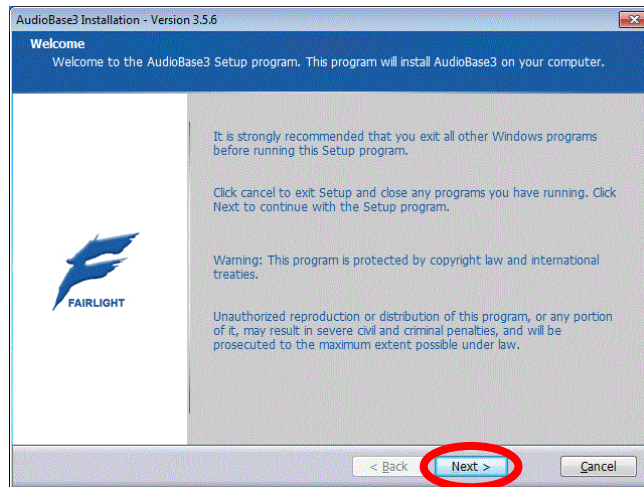 AudioBase3 Installation - Version 3.5.6
Welcome
Welcome to the AudioBase3 Setup program. This program will install AudioBase3 on your computer.
It is strongly recommended that you exit all other Windows programs
before running this Setup program.
Click cancel to exit Setup and close any programs you have running. Click
Next to continue with the Setup program.
Warning: This program is protected by copyright law and international
treaties.
Unauthorized reproduction or distribution of this program, or any portion
of it, may result in severe civil and criminal penalties, and will be
prosecuted to the maximum extent possible under law.
FAIRLIGHT
< Back Next > Cancel